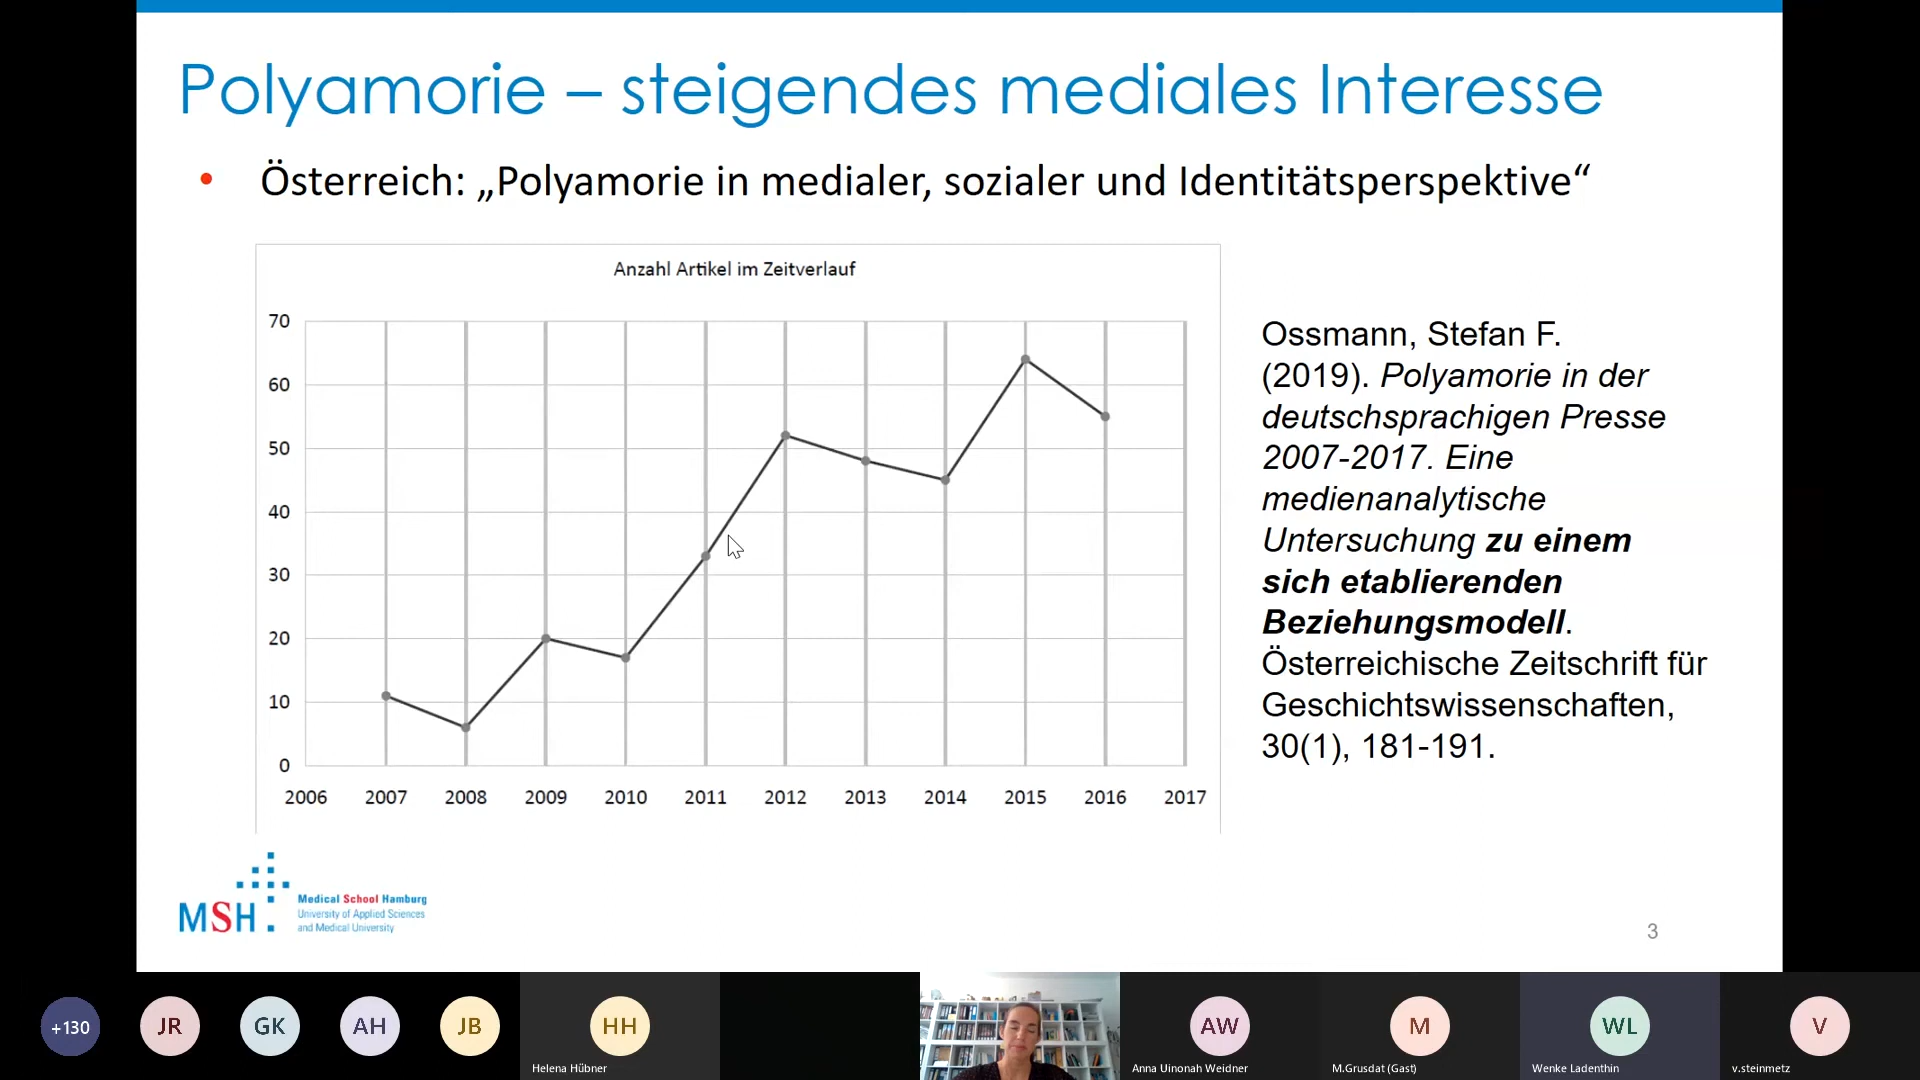 Polyamorie – steigendes mediales Interesse
• Österreich: „Polyamorie in medialer, sozialer und Identitätsperspektive“
Anzahl Artikel im Zeitverlauf
70
60
50
40
30
20
10
0
2006 2007 2008 2009 2010 2011 2012 2013 2014 2015 2016 2017
Ossmann, Stefan F.
(2019). Polyamorie in der
deutschsprachigen Presse
2007-2017. Eine
medienanalytische
Untersuchung zu einem
sich etablierenden
Beziehungsmodell.
Österreichische Zeitschrift für
Geschichtswissenschaften,
30(1), 181-191.
MSH
Medical School Hamburg
University of Applied Sciences
and Medical University
3
+130 JR GK AH JB HH AW M WL V
Helena Hübner Anna Uinonah Weidner M.Grusdat (Gast) Wenke Ladenthin v.steinmetz